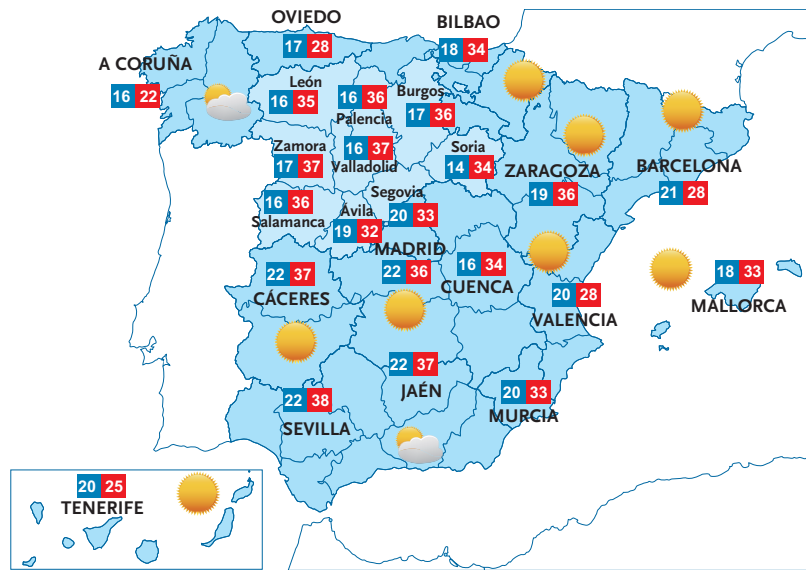 OVIEDO
17 28
BILBAO
18 34
A CORUÑA
16 22
León
16 35
16 36
Palencia
Burgos
17 36
Zamora
17 37
16 37
Valladolid
Soria
14 34
ZARAGOZA
19 36
BARCELONA
21 28
16 36
Salamanca
Ávila
19 32
Segovia
20 33
MADRID
22 36
22 37
CÁCERES
16 34
CUENCA
20 28
VALENCIA
18 33
MALLORCA
22 37
JAÉN
22 38
SEVILLA
20 33
MURCIA
20 25
TENERIFE